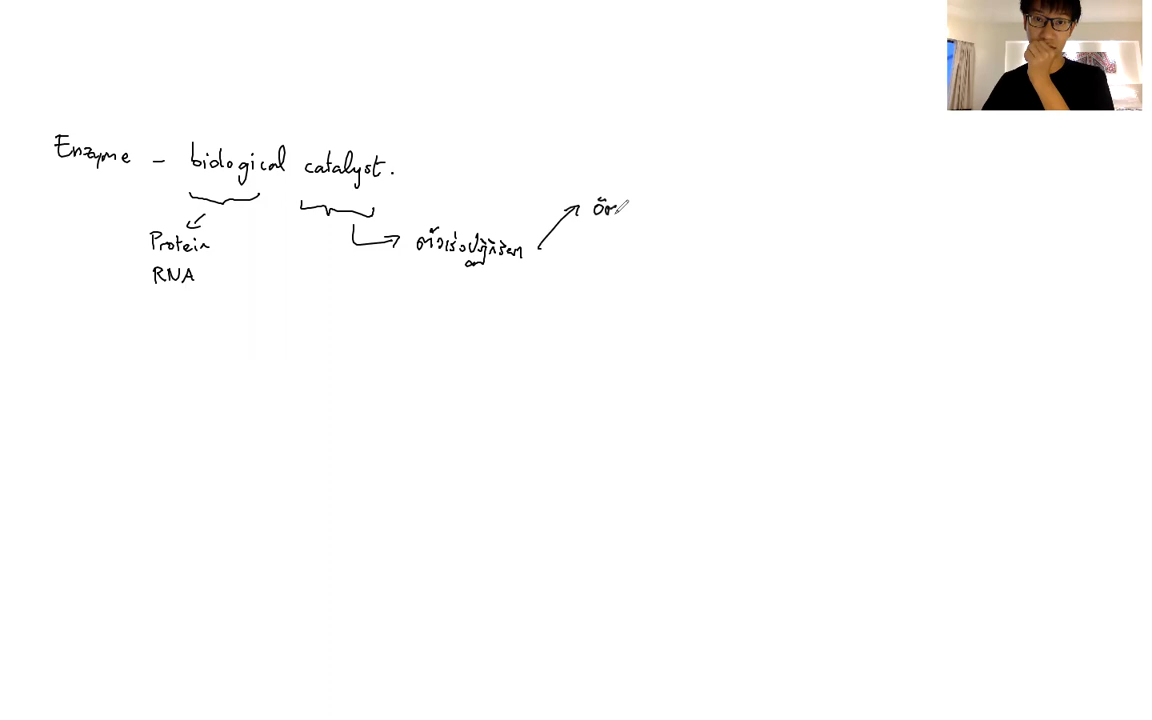 Enzyme - biological catalyst.
Protein
RNA
ตัวเร่งปฏิกิริยา